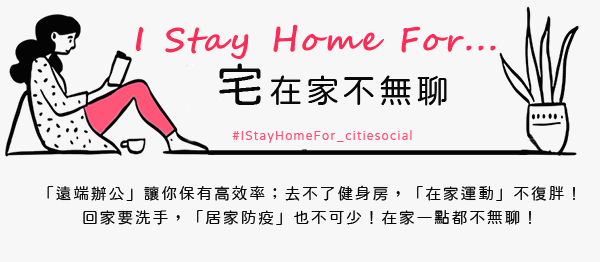 I Stay Home For...
宅在家不無聊
#IStayHomeFor_citiesocial
「遠端辦公」讓你保有高效率；去不了健身房，「在家運動」不復胖！
回家要洗手，「居家防疫」也不可少！在家一點都不無聊！